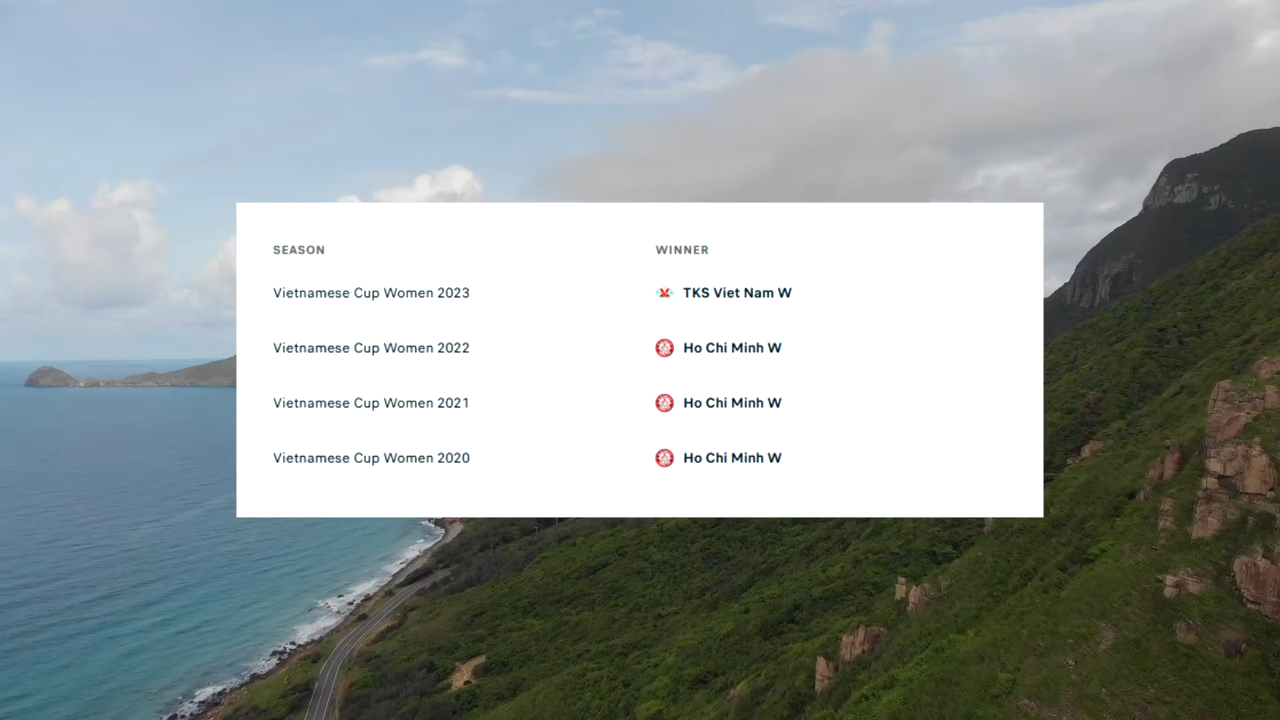 SEASON WINNER
Vietnamese Cup Women 2023 TKS Viet Nam W
Vietnamese Cup Women 2022 Ho Chi Minh W
Vietnamese Cup Women 2021 Ho Chi Minh W
Vietnamese Cup Women 2020 Ho Chi Minh W